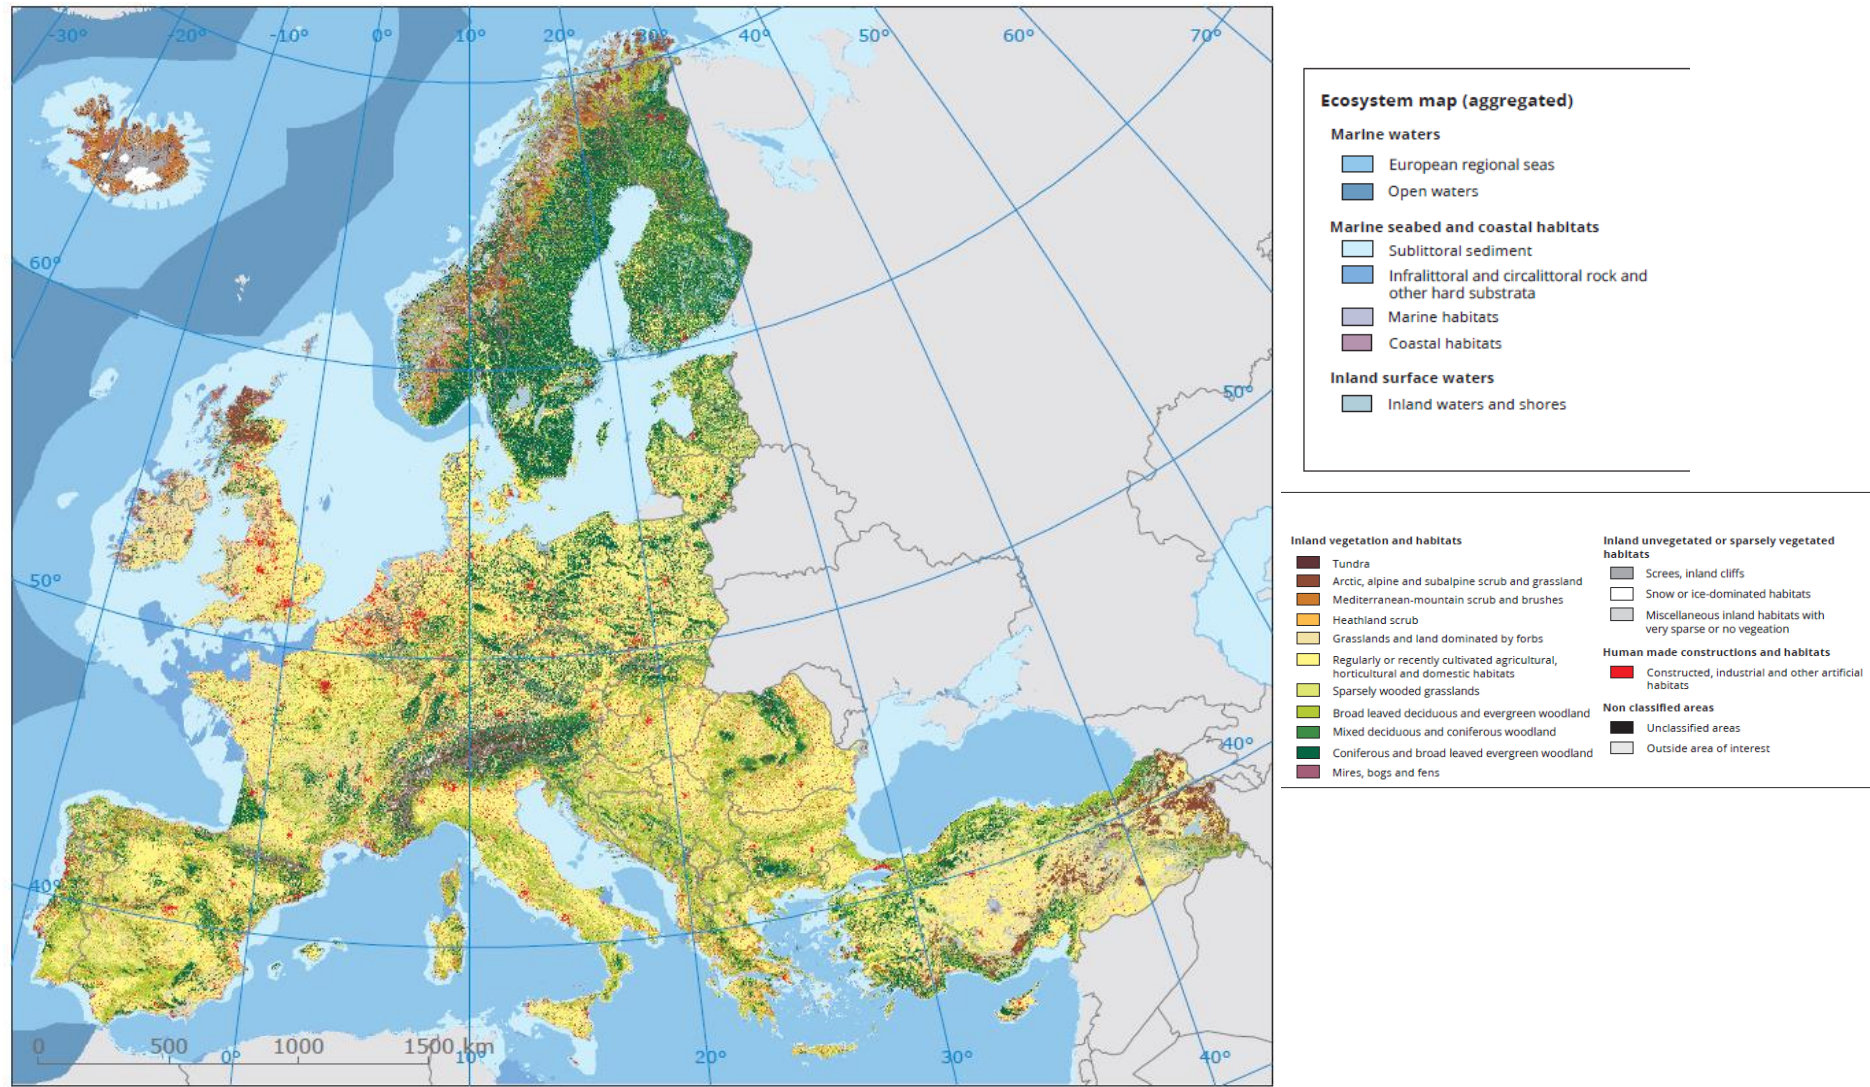 -30°
-20°
-10°
0°
10°
20°
30°
40°
50°
60°
70°
60°
50°
50°
40°
40°
0
500
1000
1500 km
0°
10°
20°
30°
40°
Ecosystem map (aggregated)
Marine waters
European regional seas
Open waters
Marine seabed and coastal habitats
Sublittoral sediment
Infralittoral and circalittoral rock and
other hard substrata
Marine habitats
Coastal habitats
Inland surface waters
Inland waters and shores
Inland vegetation and habitats
Tundra
Arctic, alpine and subalpine scrub and grassland
Mediterranean-mountain scrub and brushes
Heathland scrub
Grasslands and land dominated by forbs
Regularly or recently cultivated agricultural,
horticultural and domestic habitats
Sparsely wooded grasslands
Broad leaved deciduous and evergreen woodland
Mixed deciduous and coniferous woodland
Coniferous and broad leaved evergreen woodland
Mires, bogs and fens
Inland unvegetated or sparsely vegetated
habitats
Screes, inland cliffs
Snow or ice-dominated habitats
Miscellaneous inland habitats with
very sparse or no vegeation
Human made constructions and habitats
Constructed, industrial and other artificial
habitats
Non classified areas
Unclassified areas
Outside area of interest